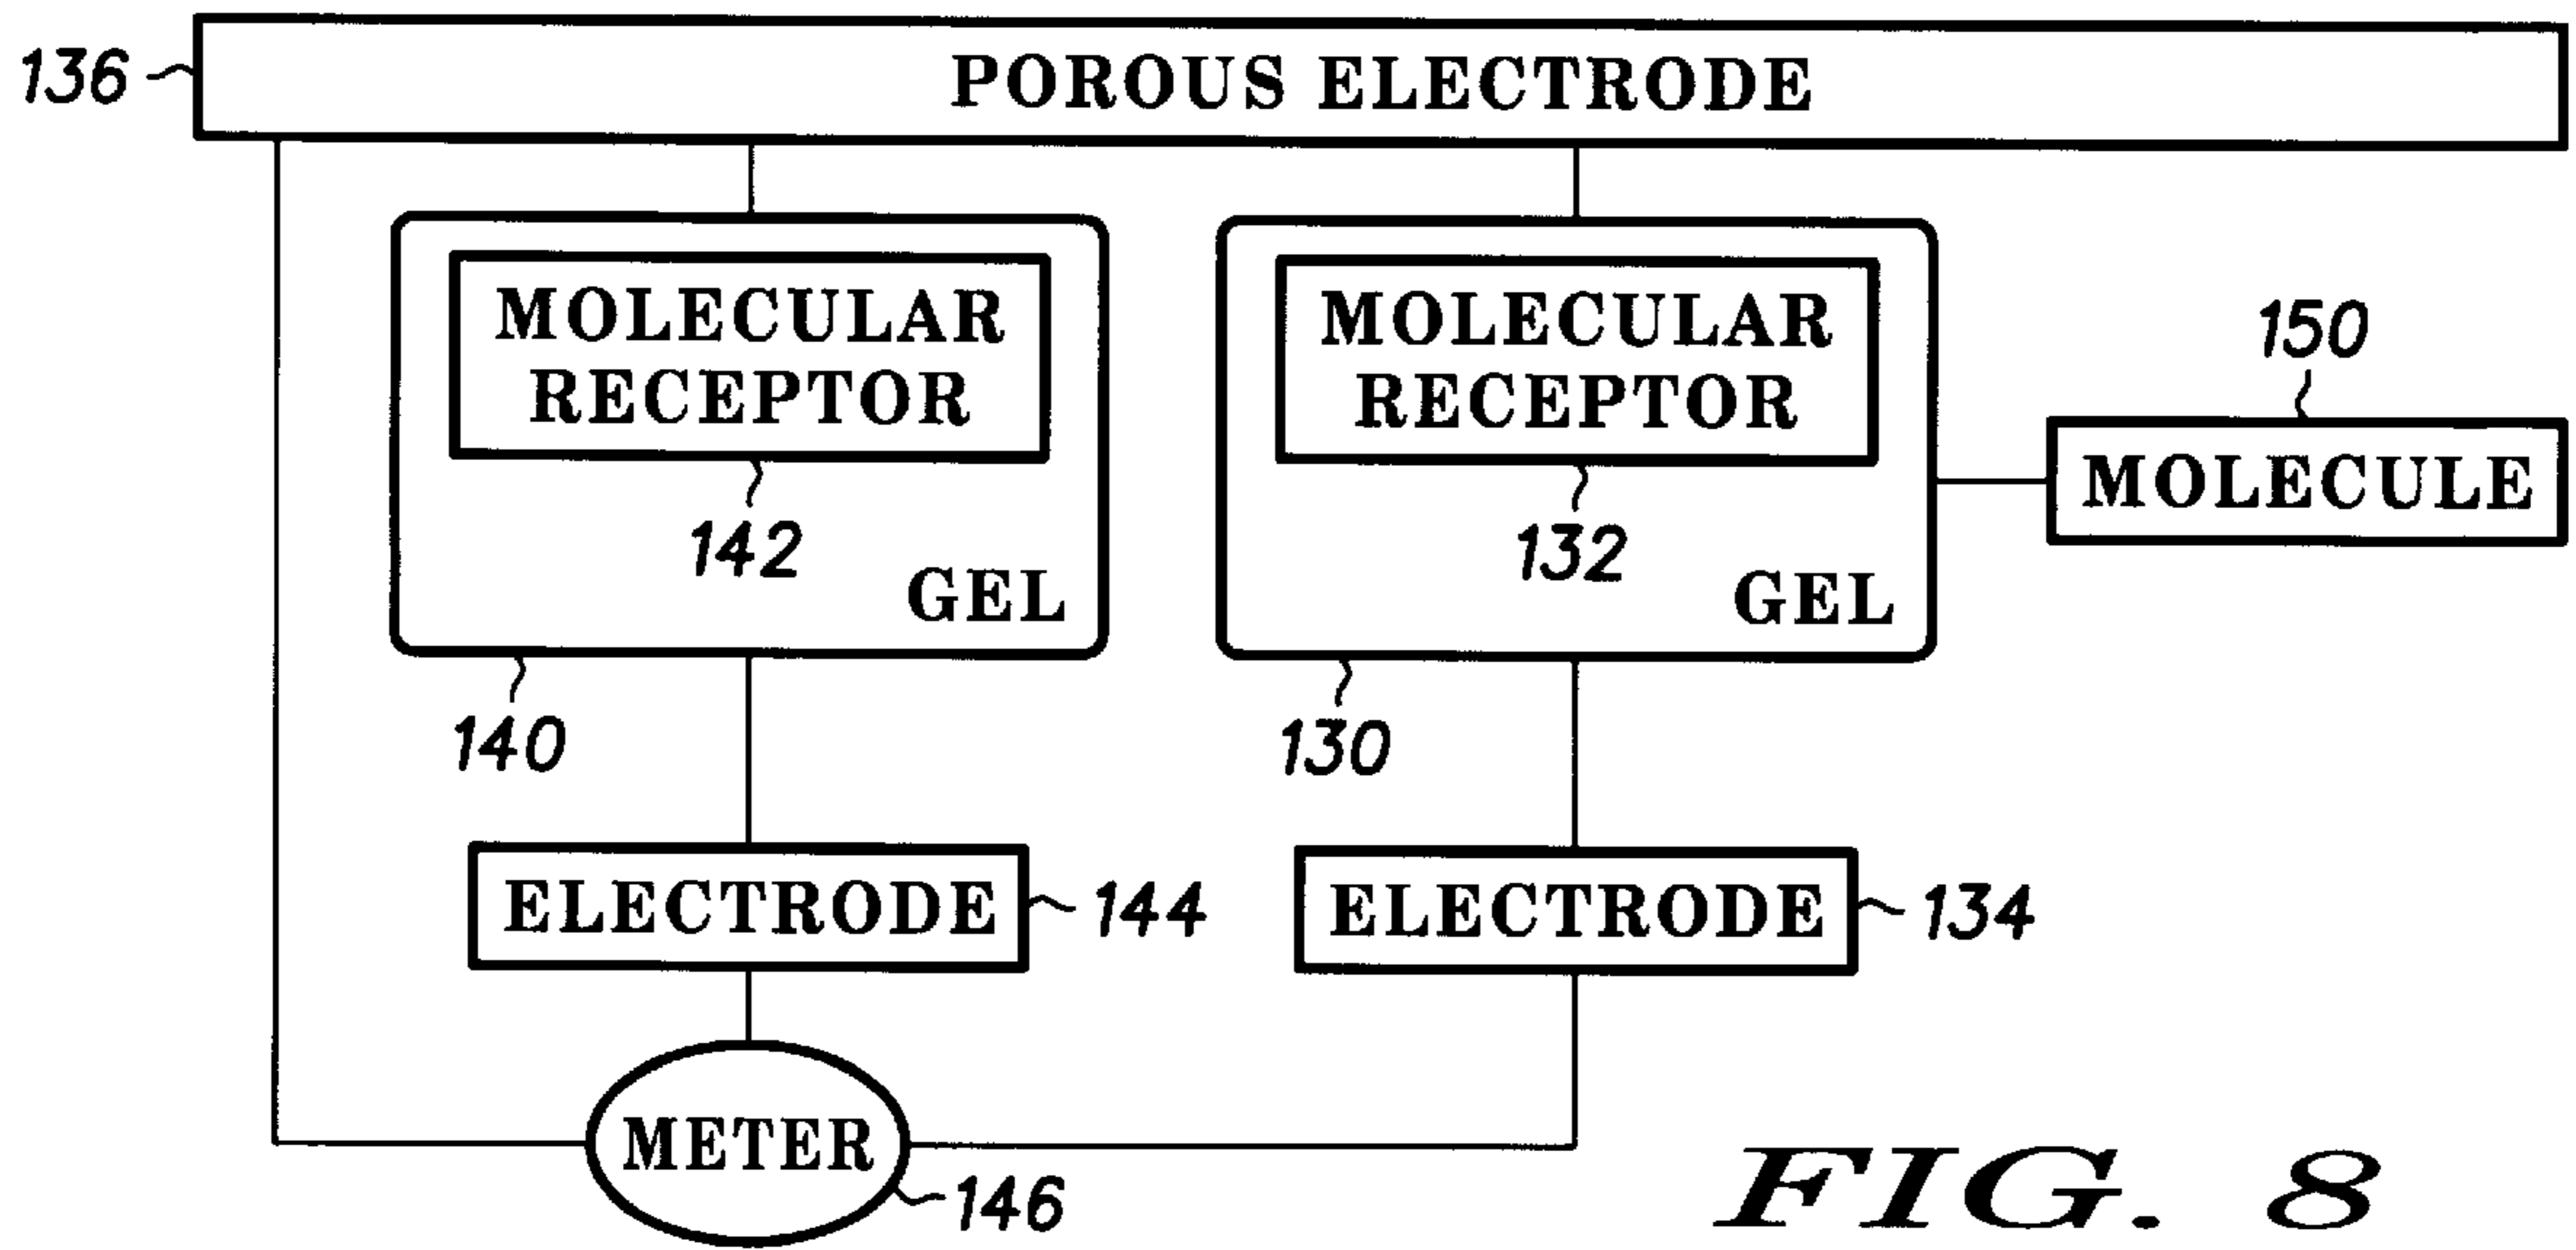 136
POROUS ELECTRODE
MOLECULAR
RECEPTOR
142
GEL
140
MOLECULAR
RECEPTOR
132
GEL
130
150
MOLECULE
ELECTRODE
144
ELECTRODE
134
METER
146
FIG. 8